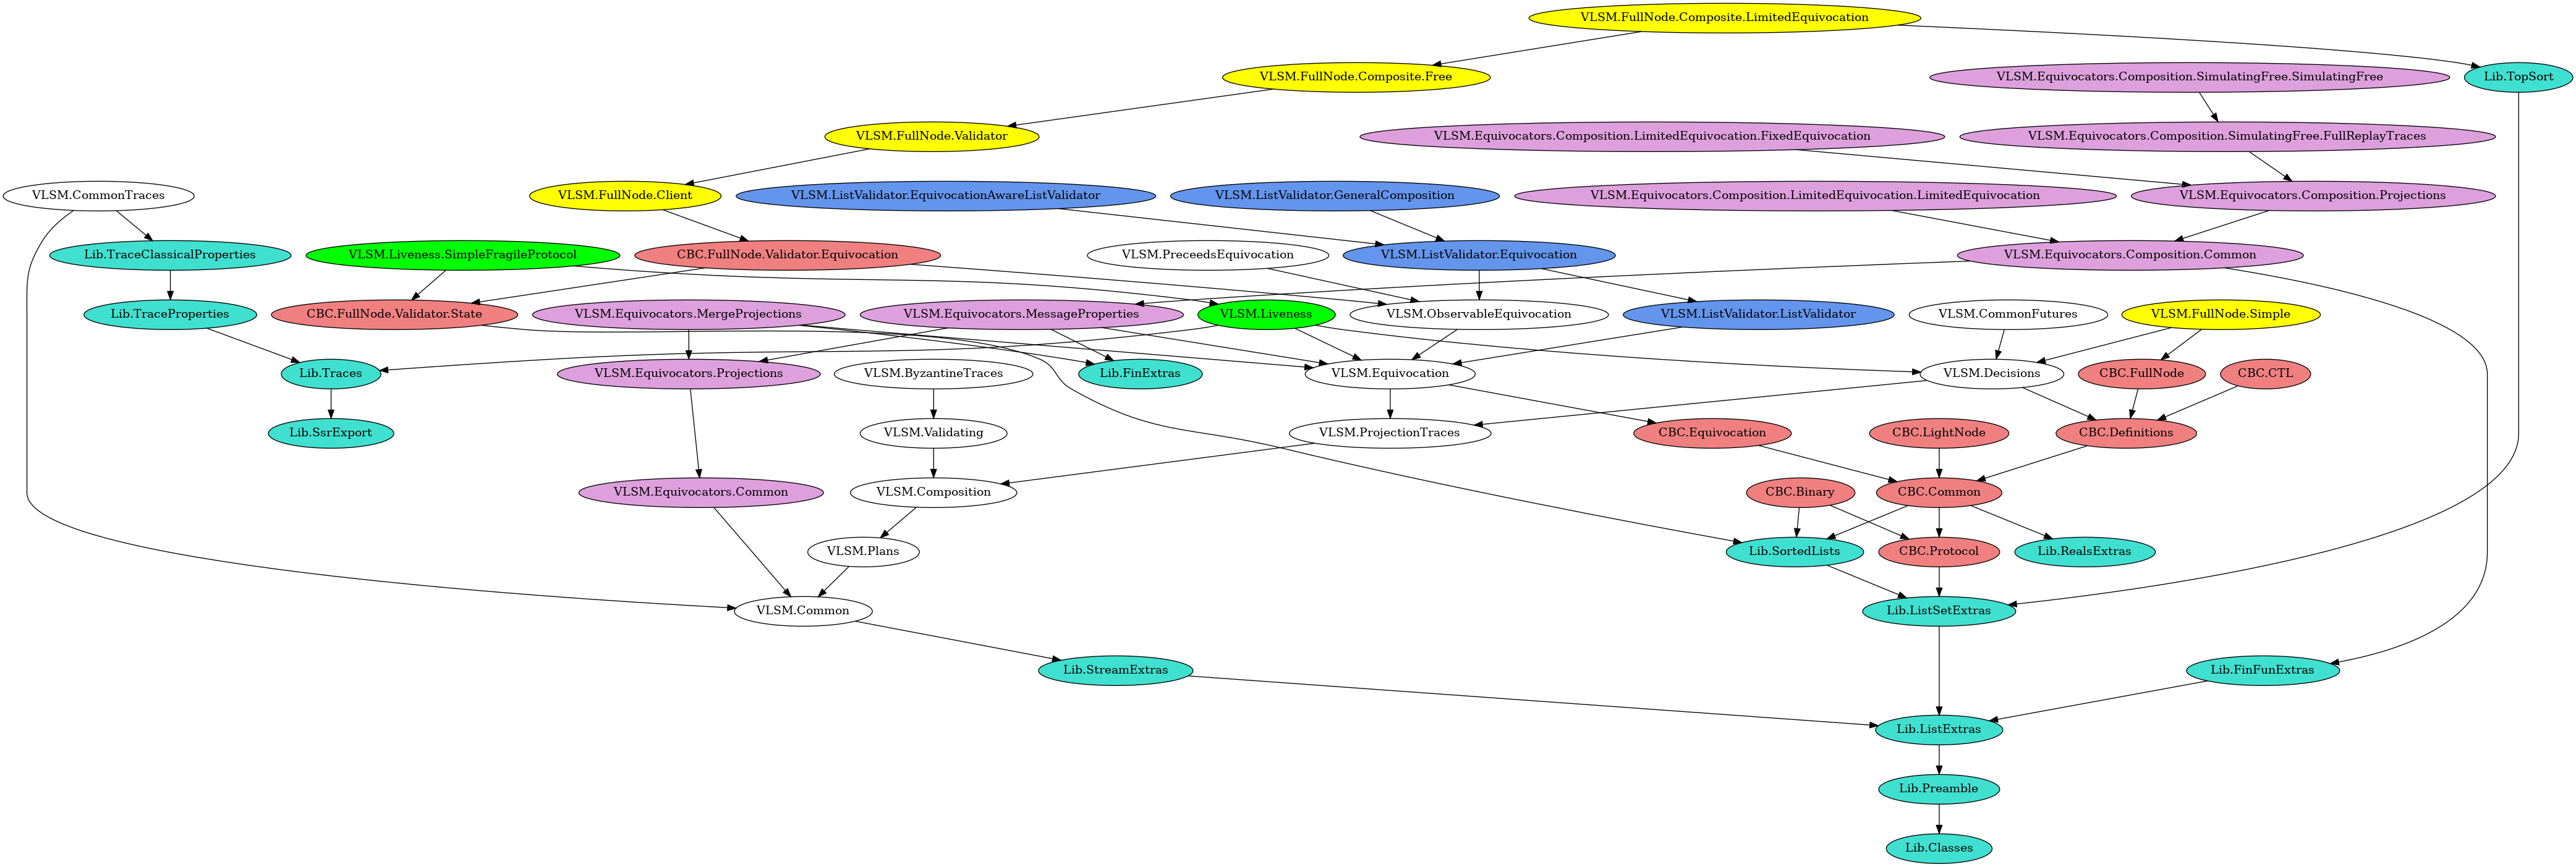 VLSM.FullNode.Composite.LimitedEquivocation
VLSM.FullNode.Composite.Free
VLSM.Equivocators.Composition.SimulatingFree.SimulatingFree
Lib.TopSort
VLSM.FullNode.Validator
VLSM.Equivocators.Composition.LimitedEquivocation.FixedEquivocation
VLSM.Equivocators.Composition.SimulatingFree.FullReplayTraces
VLSM.CommonTraces
VLSM.FullNode.Client
VLSM.ListValidator.EquivocationAwareListValidator
VLSM.ListValidator.GeneralComposition
VLSM.Equivocators.Composition.LimitedEquivocation.LimitedEquivocation
VLSM.Equivocators.Composition.Projections
Lib.TraceClassicalProperties
VLSM.Liveness.SimpleFragileProtocol
CBC.FullNode.Validator.Equivocation
VLSM.PreceedsEquivocation
VLSM.ListValidator.Equivocation
VLSM.Equivocators.Composition.Common
Lib.TraceProperties
CBC.FullNode.Validator.State
VLSM.Equivocators.MergeProjections
VLSM.Equivocators.MessageProperties
VLSM.Liveness
VLSM.ObservableEquivocation
VLSM.ListValidator.ListValidator
VLSM.CommonFutures
VLSM.FullNode.Simple
Lib.Traces
VLSM.Equivocators.Projections
VLSM.ByzantineTraces
Lib.FinExtras
VLSM.Equivocation
VLSM.Decisions
CBC.FullNode
CBC.CTL
Lib.SsrExport
VLSM.Validating
VLSM.ProjectionTraces
CBC.Equivocation
CBC.LightNode
CBC.Definitions
VLSM.Equivocators.Common
VLSM.Composition
CBC.Binary
CBC.Common
VLSM.Plans
Lib.SortedLists
CBC.Protocol
Lib.RealsExtras
VLSM.Common
Lib.ListSetExtras
Lib.StreamExtras
Lib.FinFunExtras
Lib.ListExtras
Lib.Preamble
Lib.Classes